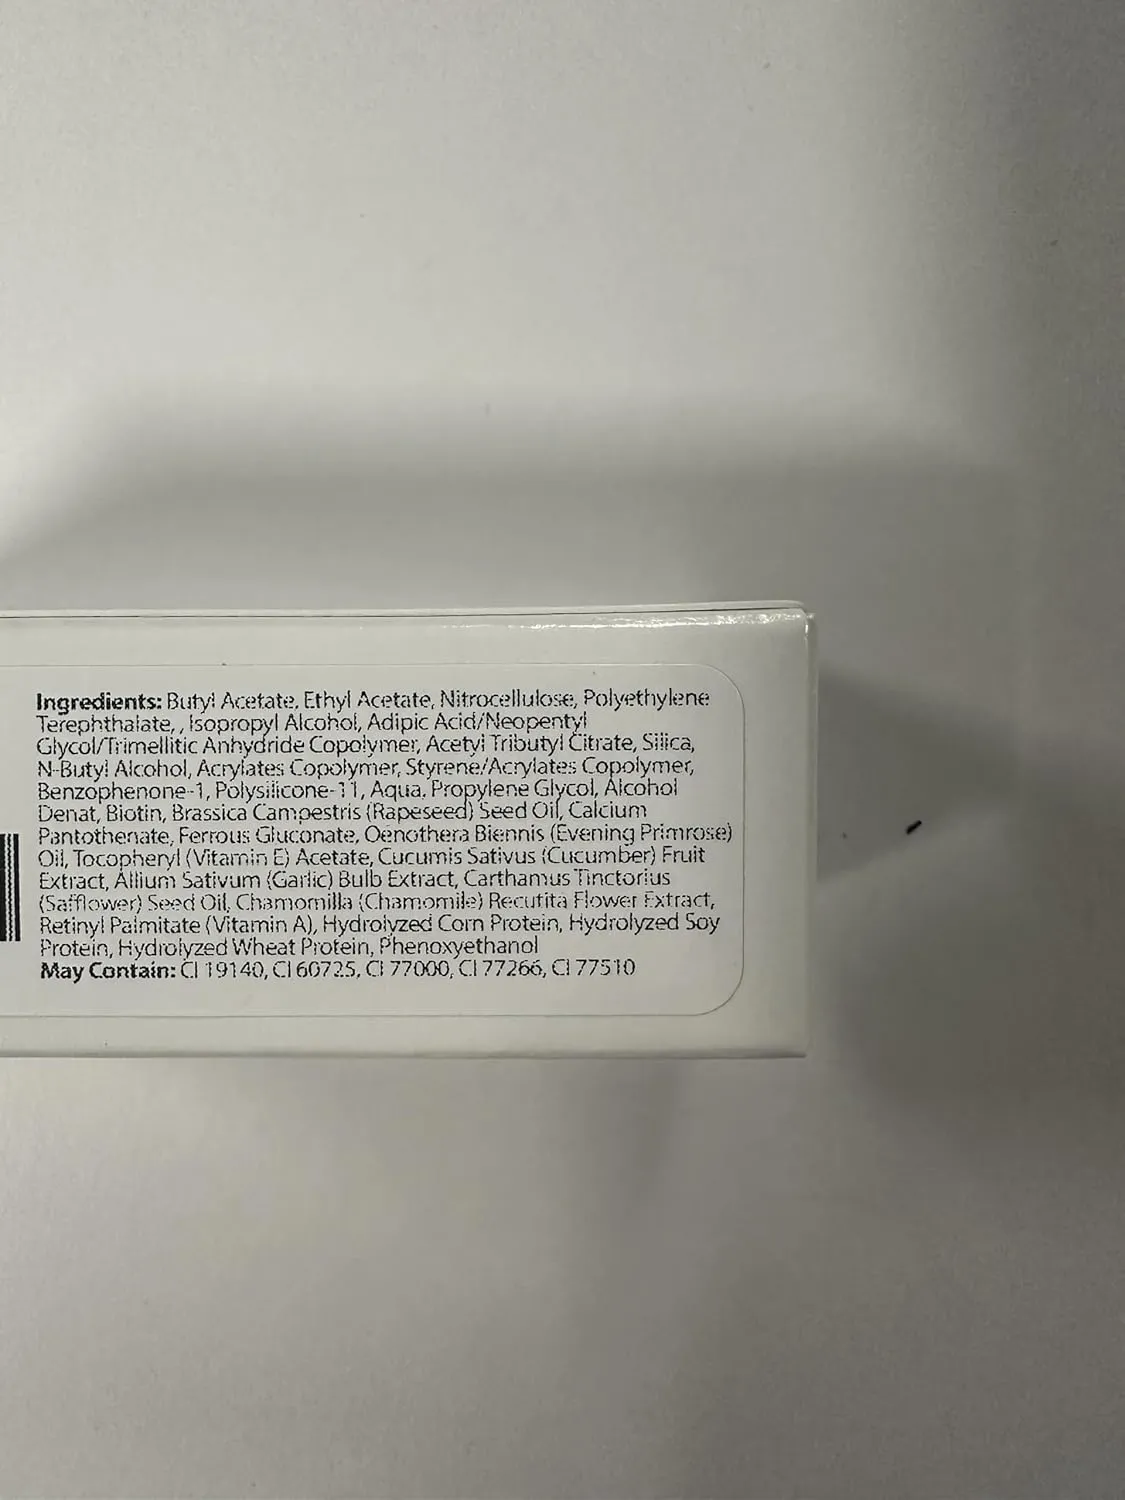 Ingredients: Butyl Acetate, Ethyl Acetate, Nitrocellulose, Polyethylene
Terephthalate, , Isopropyl Alcohol, Adipic Acid/Neopentyl
Glycol/Trimellitic Anhydride Copolymer, Acetyl Tributyl Citrate, Silica,
N-Butyl Alcohol, Acrylates Copolymer, Styrene/Acrylates Copolymer,
Benzophenone-1, Polysilicone-11, Aqua, Propylene Glycol, Alcohol
Denat, Biotin, Brassica Campestris (Rapeseed) Seed Oil, Calcium
Pantothenate, Ferrous Gluconate, Oenothera Biennis (Evening Primrose)
Oil, Tocopheryl (Vitamin E) Acetate, Cucumis Sativus (Cucumber) Fruit
Extract, Allium Sativum (Garlic) Bulb Extract, Carthamus Tinctorius
(Safflower) Seed Oil, Chamomilla (Chamomile) Recutita Flower Extract,
Retinyl Palmitate (Vitamin A), Hydrolyzed Corn Protein, Hydrolyzed Soy
Protein, Hydrolyzed Wheat Protein, Phenoxyethanol
May Contain: CI 19140, CI 60725, CI 77000, CI 77266, CI 77510